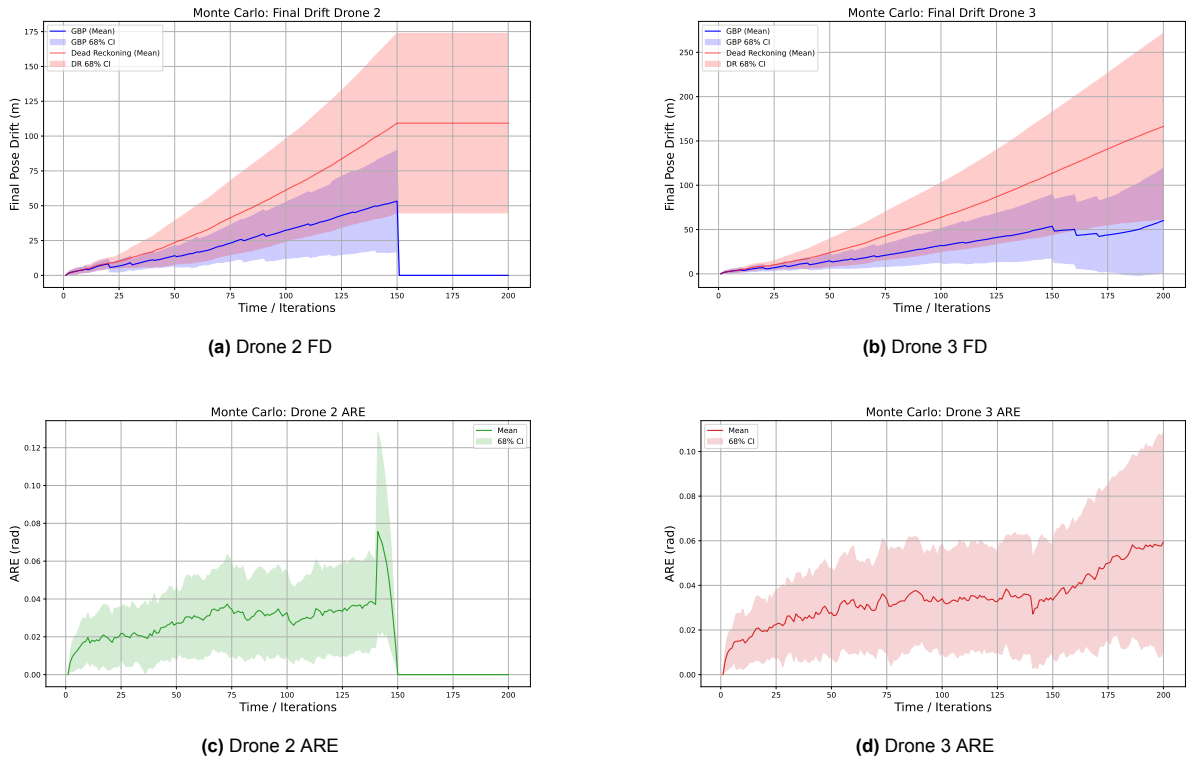 Monte Carlo: Final Drift Drone 2
GBP (Mean)
GBP 68% CI
Dead Reckoning (Mean)
DR 68% CI
Final Pose Drift (m)
175
150
125
100
75
50
25
0
0 25 50 75 100 125 150 175 200
Time / Iterations
(a) Drone 2 FD
Monte Carlo: Final Drift Drone 3
GBP (Mean)
GBP 68% CI
Dead Reckoning (Mean)
DR 68% CI
Final Pose Drift (m)
250
200
150
100
50
0
0 25 50 75 100 125 150 175 200
Time / Iterations
(b) Drone 3 FD
Monte Carlo: Drone 2 ARE
Mean
68% CI
ARE (rad)
0.12
0.10
0.08
0.06
0.04
0.02
0.00
0 25 50 75 100 125 150 175 200
Time / Iterations
(c) Drone 2 ARE
Monte Carlo: Drone 3 ARE
Mean
68% CI
ARE (rad)
0.10
0.08
0.06
0.04
0.02
0.00
0 25 50 75 100 125 150 175 200
Time / Iterations
(d) Drone 3 ARE